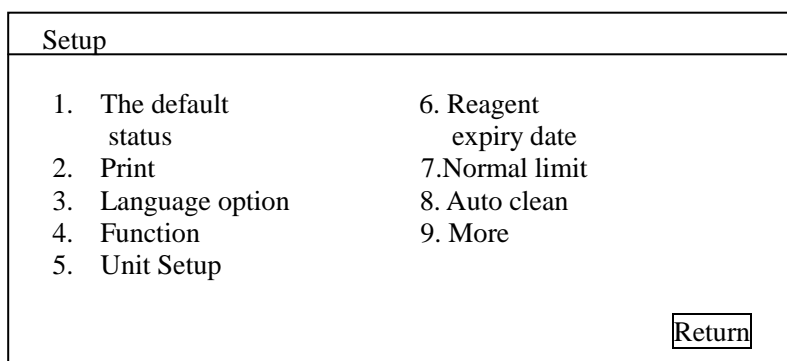 Setup
1. The default
status
2. Print
3. Language option
4. Function
5. Unit Setup
6. Reagent
expiry date
7.Normal limit
8. Auto clean
9. More
Return